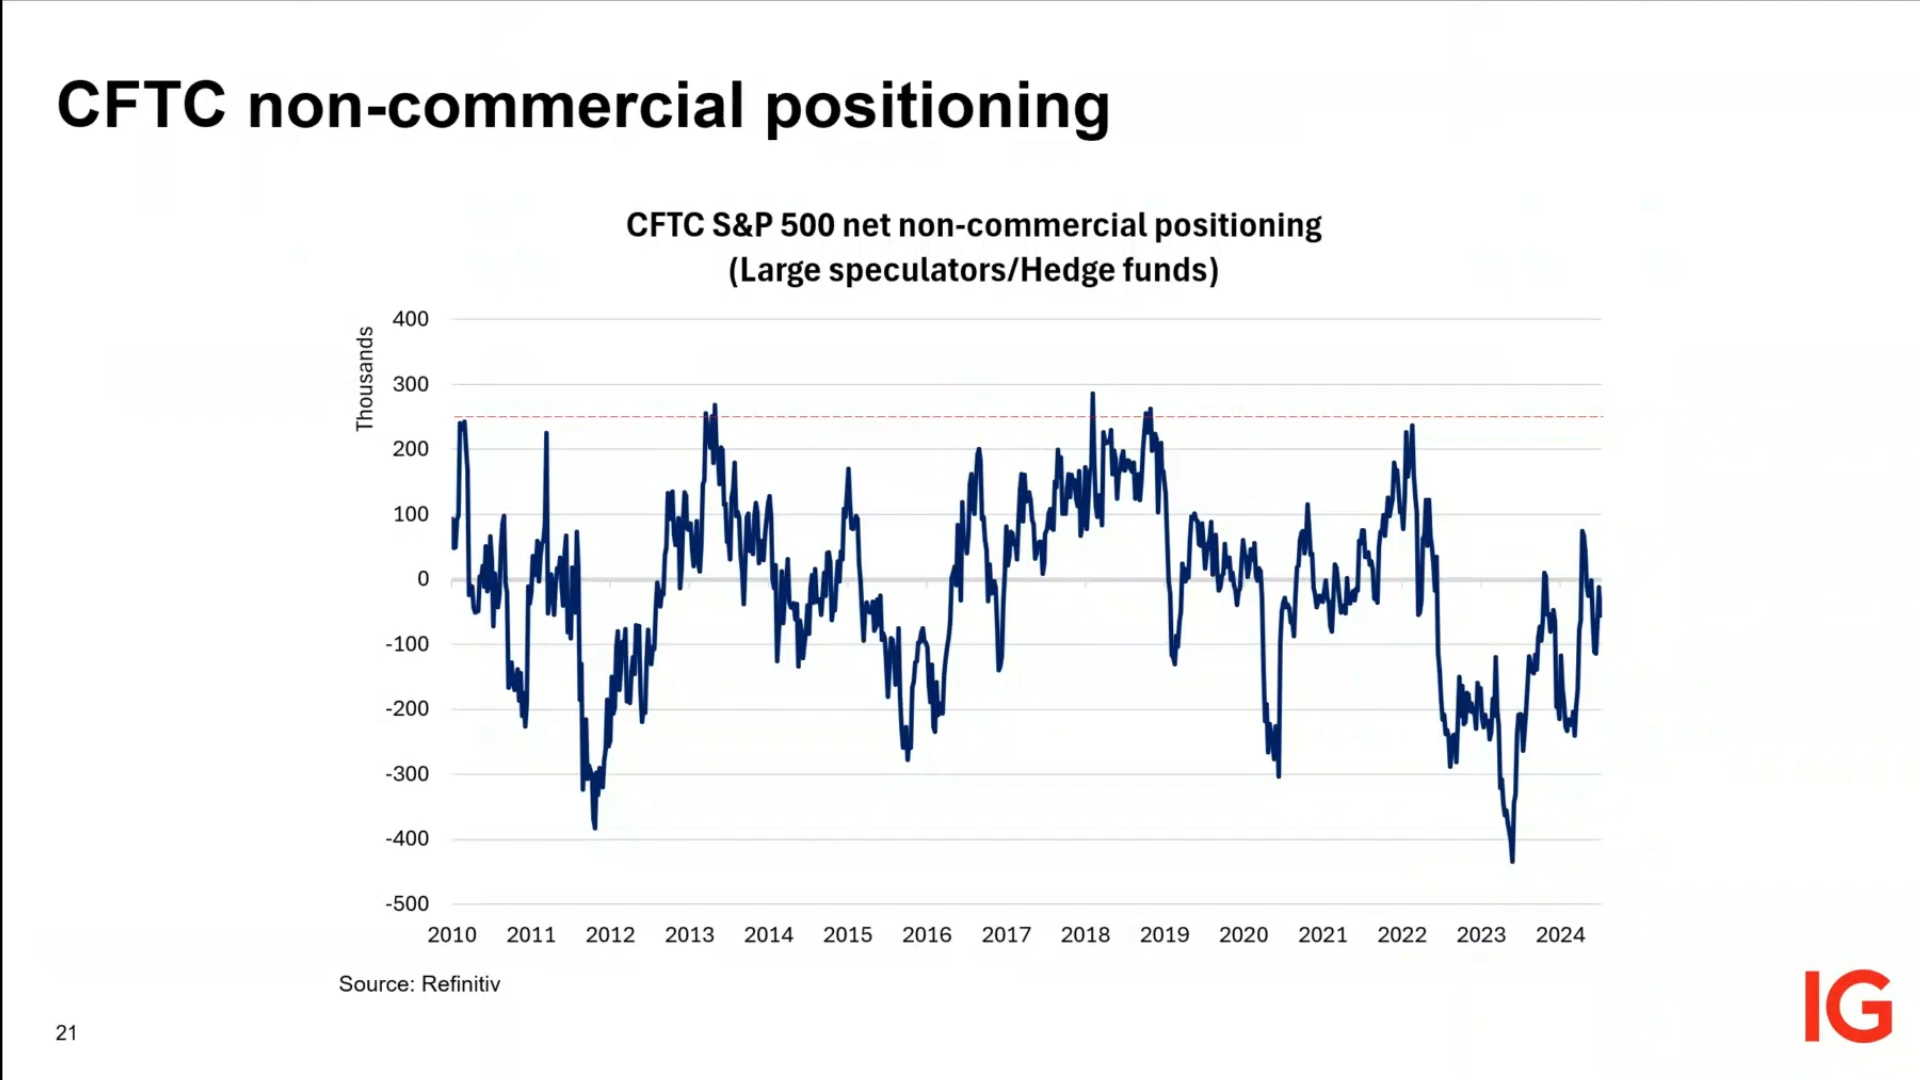 CFTC non-commercial positioning
CFTC S&P 500 net non-commercial positioning
(Large speculators/Hedge funds)
Thousands
400
300
200
100
0
-100
-200
-300
-400
-500
2010 2011 2012 2013 2014 2015 2016 2017 2018 2019 2020 2021 2022 2023 2024
Source: Refinitiv
21
IG